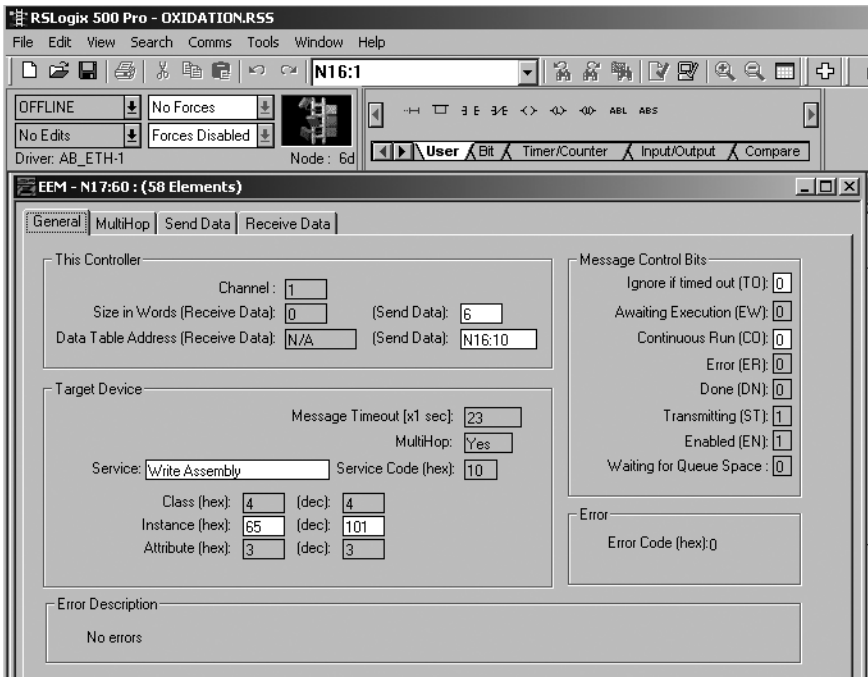 RSLogix 500 Pro - OXIDATION.RSS
File Edit View Search Comms Tools Window Help
N16:1
OFFLINE No Forces
No Edits Forces Disabled
Driver: AB_ETH-1 Node : 6d
ABL ABS
User Bit Timer/Counter Input/Output Compare
EEM - N17:60 : (58 Elements)
General MultiHop Send Data Receive Data
This Controller
Channel : 1
Size in Words (Receive Data): 0 (Send Data): 6
Data Table Address (Receive Data): N/A (Send Data): N16:10
Target Device
Message Timeout [x1 sec]: 23
MultiHop: Yes
Service: Write Assembly Service Code (hex): 10
Class (hex): 4 (dec): 4
Instance (hex): 65 (dec): 101
Attribute (hex): 3 (dec): 3
Message Control Bits
Ignore if timed out (TO): 0
Awaiting Execution (EW): 0
Continuous Run (CO): 0
Error (ER): 0
Done (DN): 0
Transmitting (ST): 1
Enabled (EN): 1
Waiting for Queue Space : 0
Error
Error Code (hex):0
Error Description
No errors